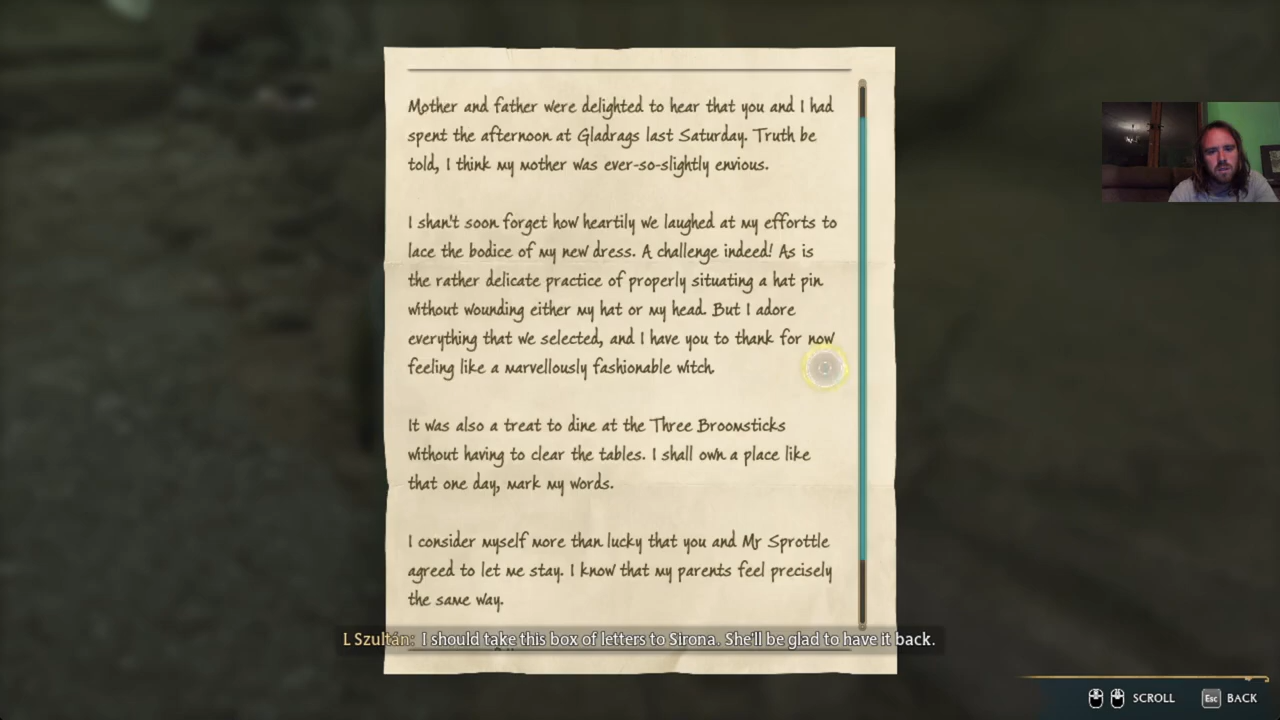 Mother and father were delighted to hear that you and I had
spent the afternoon at Gladrags last Saturday. Truth be
told, I think my mother was ever-so-slightly envious.
I shan't soon forget how heartily we laughed at my efforts to
lace the bodice of my new dress. A challenge indeed! As is
the rather delicate practice of properly situating a hat pin
without wounding either my hat or my head. But I adore
everything that we selected, and I have you to thank for now
feeling like a marvellously fashionable witch.
It was also a treat to dine at the Three Broomsticks
without having to clear the tables. I shall own a place like
that one day, mark my words.
I consider myself more than lucky that you and Mr Sprottle
agreed to let me stay. I know that my parents feel precisely
the same way.
L Szultán: I should take this box of letters to Sirona. She'll be glad to have it back.
SCROLL Esc BACK